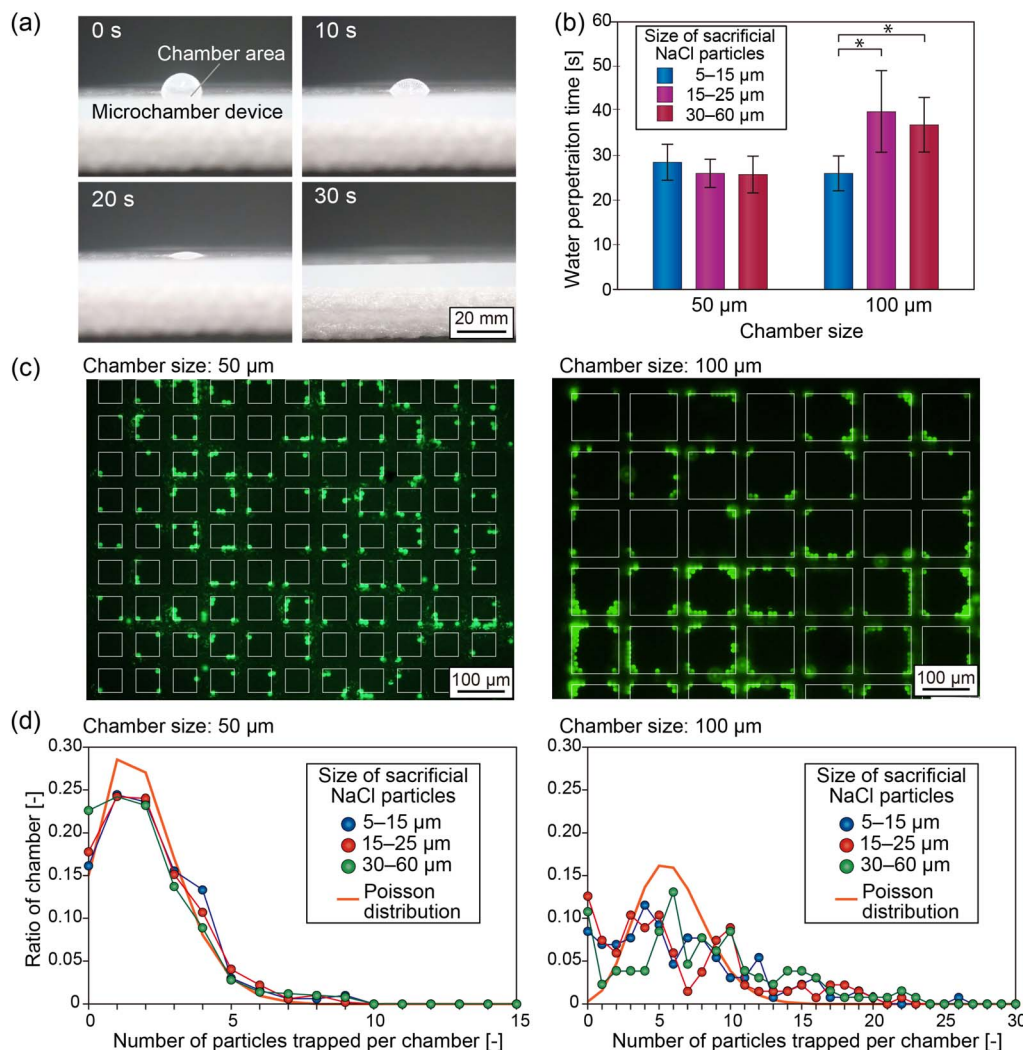 (a)
0 s
Chamber area
Microchamber device
10 s
20 s
30 s
20 mm
(b)
Water perpetraiton time [s]
60
50
40
30
20
10
0
Size of sacrificial
NaCl particles
5–15 µm
15–25 µm
30–60 µm
*
*
50 µm
100 µm
Chamber size
(c)
Chamber size: 50 µm
100 µm
Chamber size: 100 µm
100 µm
(d)
Chamber size: 50 µm
Ratio of chamber [-]
0.30
0.25
0.20
0.15
0.10
0.05
0.00
Size of sacrificial
NaCl particles
5–15 µm
15–25 µm
30–60 µm
Poisson
distribution
0 5 10 15
Number of particles trapped per chamber [-]
Chamber size: 100 µm
0.30
0.25
0.20
0.15
0.10
0.05
0.00
Size of sacrificial
NaCl particles
5–15 µm
15–25 µm
30–60 µm
Poisson
distribution
0 5 10 15 20 25 30
Number of particles trapped per chamber [-]